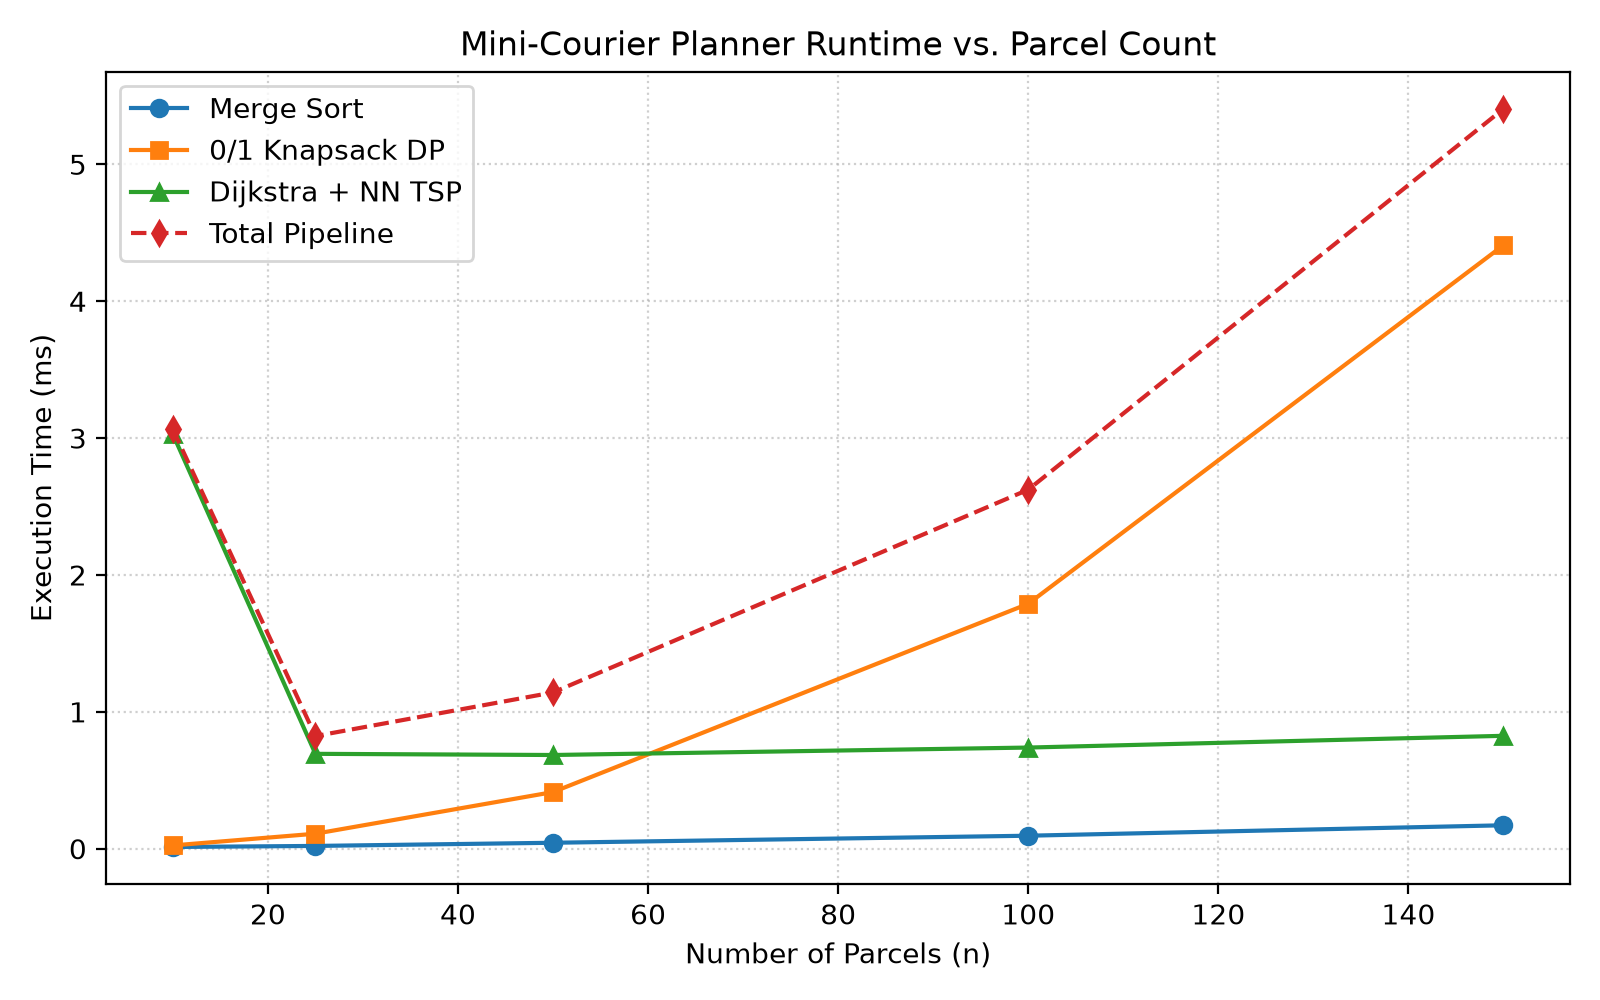 Mini-Courier Planner Runtime vs. Parcel Count
Merge Sort
0/1 Knapsack DP
Dijkstra + NN TSP
Total Pipeline
5
4
3
2
1
0
Execution Time (ms)
20 40 60 80 100 120 140
Number of Parcels (n)